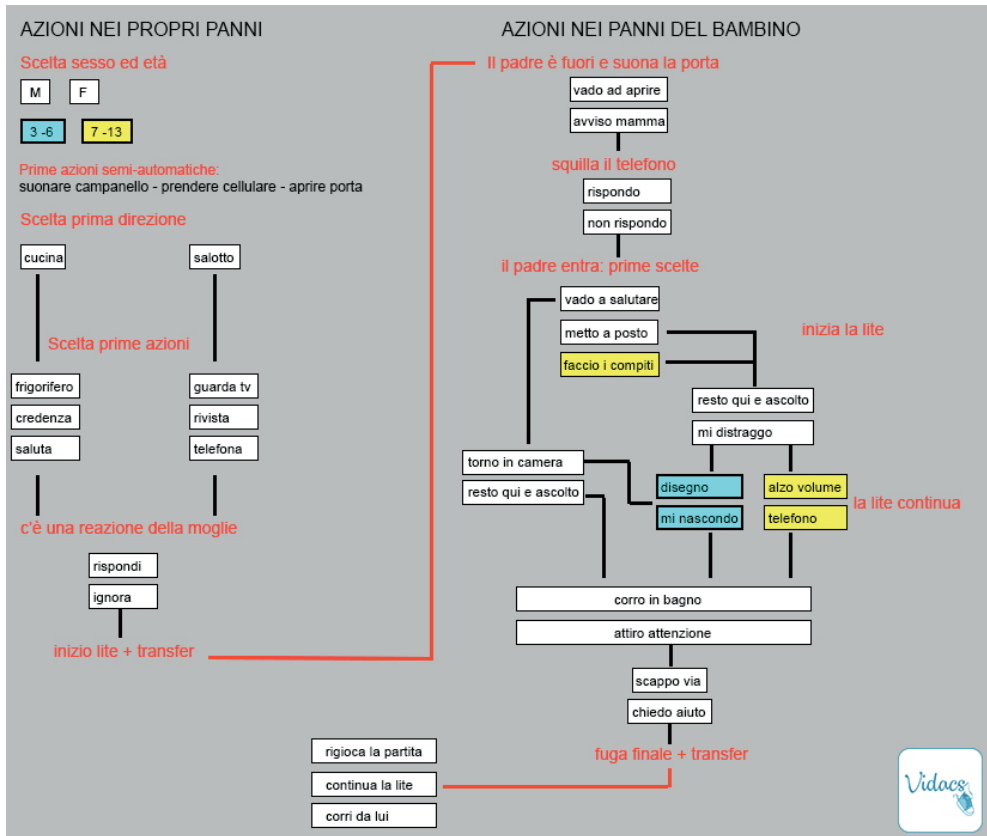 AZIONI NEI PROPRI PANNI
Scelta sesso ed età
M
F
3 -6
7 -13
Prime azioni semi-automatiche:
suonare campanello - prendere cellulare - aprire porta
Scelta prima direzione
cucina
salotto
Scelta prime azioni
frigorifero
guarda tv
credenza
rivista
saluta
telefona
c'è una reazione della moglie
rispondi
ignora
inizio lite + transfer
AZIONI NEI PANNI DEL BAMBINO
Il padre è fuori e suona la porta
vado ad aprire
avviso mamma
squilla il telefono
rispondo
non rispondo
il padre entra: prime scelte
vado a salutare
metto a posto
inizia la lite
faccio i compiti
resto qui e ascolto
mi distraggo
torno in camera
resto qui e ascolto
disegno
alzo volume
mi nascondo
telefono
la lite continua
corro in bagno
attiro attenzione
scappo via
chiedo aiuto
fuga finale + transfer
rigioca la partita
continua la lite
corri da lui
Vidacs